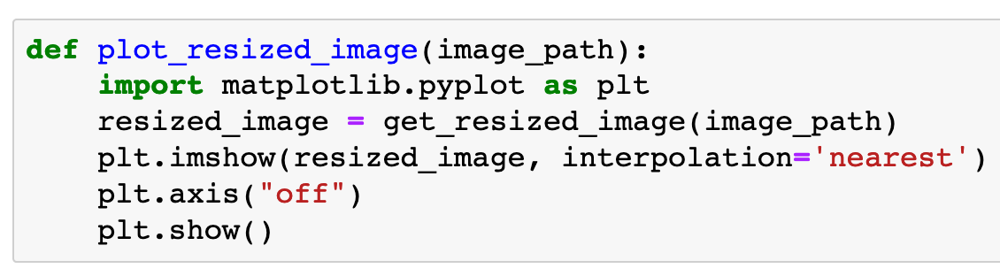 def plot_resized_image(image_path):
    import matplotlib.pyplot as plt
    resized_image = get_resized_image(image_path)
    plt.imshow(resized_image, interpolation='nearest')
    plt.axis("off")
    plt.show()